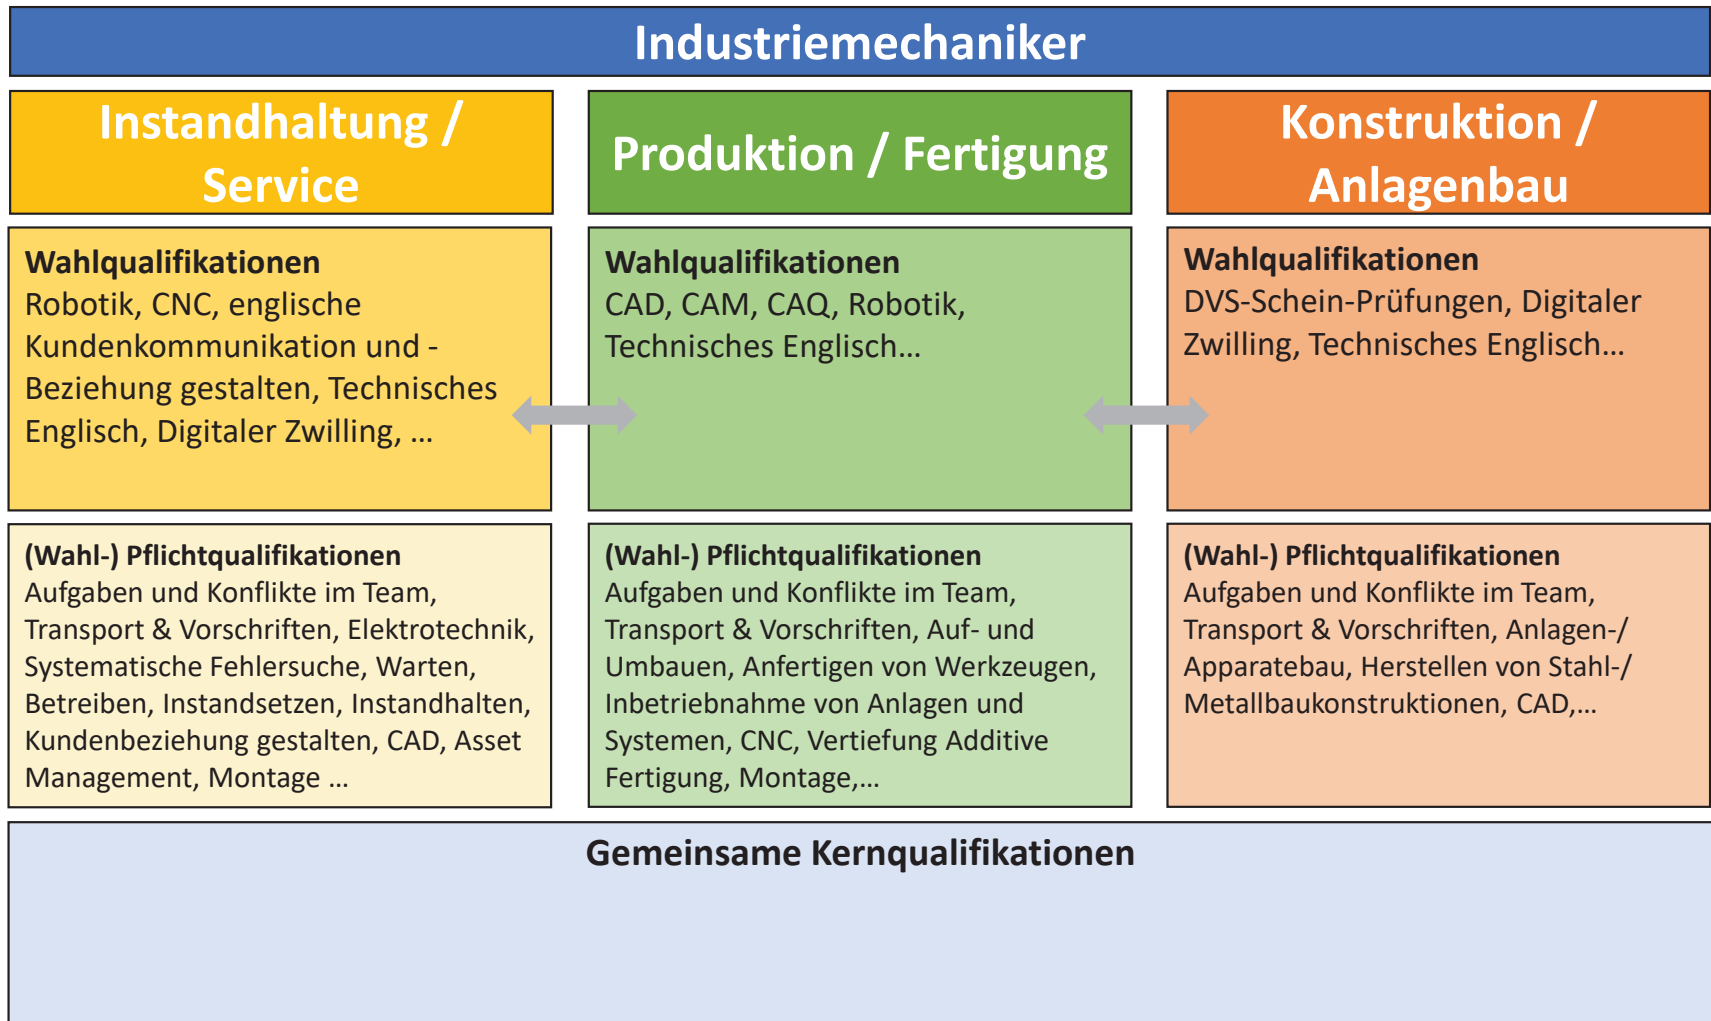 Industriemechaniker
Instandhaltung /
Service
Produktion / Fertigung
Konstruktion /
Anlagenbau
Wahlqualifikationen
Robotik, CNC, englische
Kundenkommunikation und -
Beziehung gestalten, Technisches
Englisch, Digitaler Zwilling, …
Wahlqualifikationen
CAD, CAM, CAQ, Robotik,
Technisches Englisch…
Wahlqualifikationen
DVS-Schein-Prüfungen, Digitaler
Zwilling, Technisches Englisch…
(Wahl-) Pflichtqualifikationen
Aufgaben und Konflikte im Team,
Transport & Vorschriften, Elektrotechnik,
Systematische Fehlersuche, Warten,
Betreiben, Instandsetzen, Instandhalten,
Kundenbeziehung gestalten, CAD, Asset
Management, Montage …
(Wahl-) Pflichtqualifikationen
Aufgaben und Konflikte im Team,
Transport & Vorschriften, Auf- und
Umbauen, Anfertigen von Werkzeugen,
Inbetriebnahme von Anlagen und
Systemen, CNC, Vertiefung Additive
Fertigung, Montage,…
(Wahl-) Pflichtqualifikationen
Aufgaben und Konflikte im Team,
Transport & Vorschriften, Anlagen-/
Apparatebau, Herstellen von Stahl-/
Metallbaukonstruktionen, CAD,…
Gemeinsame Kernqualifikationen